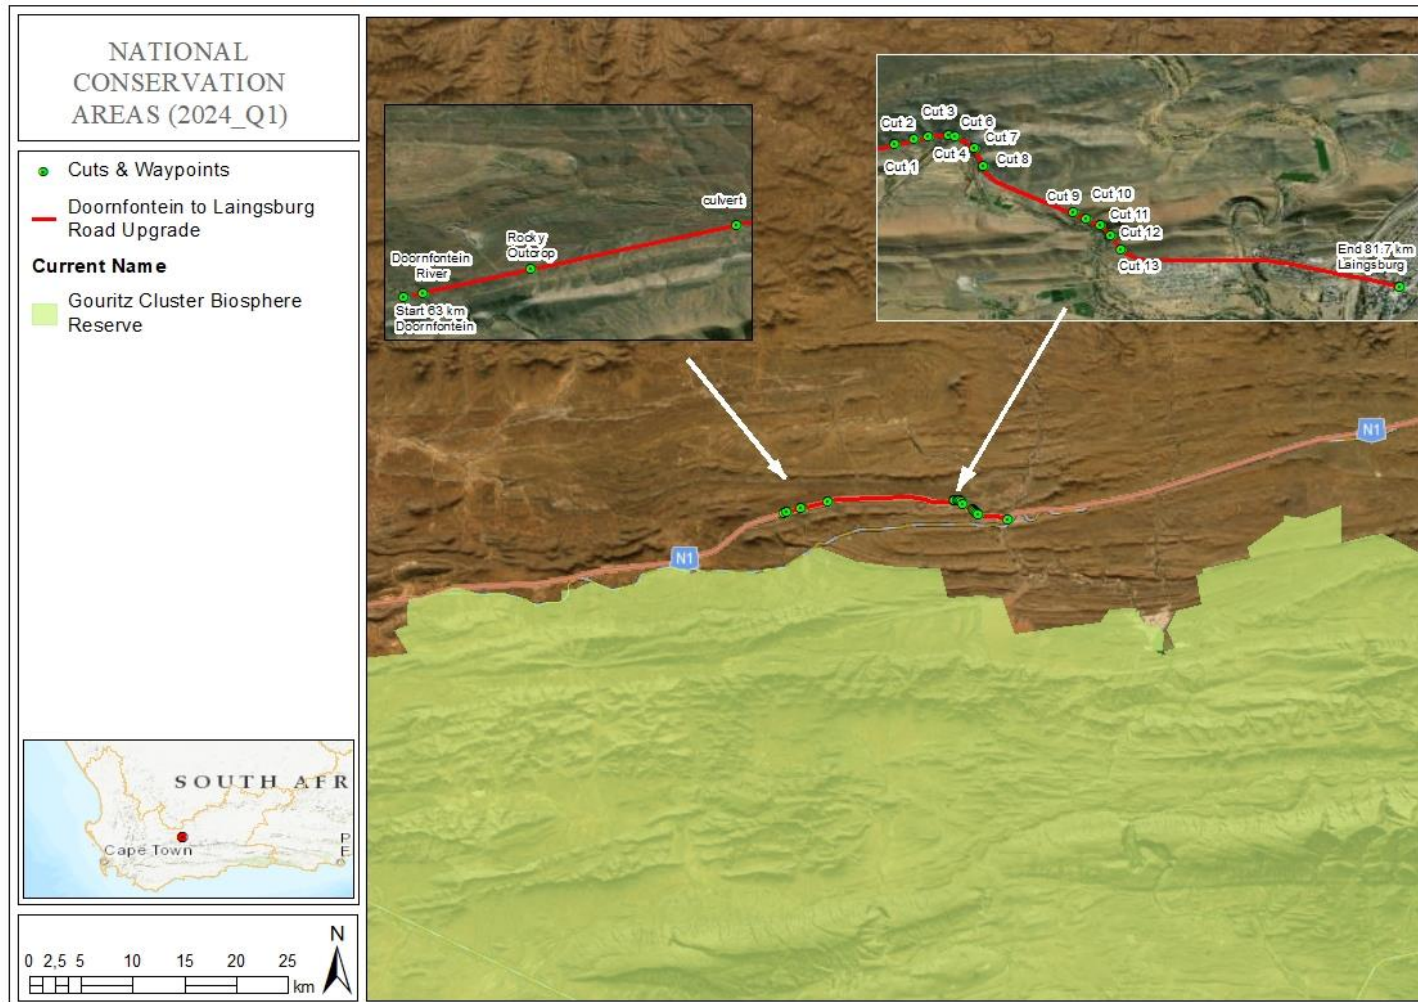 NATIONAL
CONSERVATION
AREAS (2024_Q1)
Cuts & Waypoints
Doornfontein to Laingsburg
Road Upgrade
Current Name
Gouritz Cluster Biosphere
Reserve
SOUTH AFR
Cape Town
P
E
0 2,5 5 10 15 20 25
km
N
culvert
Rocky
Outcrop
Doornfontein
River
Start 63 km
Doornfontein
Cut 3
Cut 2
Cut 6
Cut 7
Cut 4
Cut 1
Cut 8
Cut 9
Cut 10
Cut 11
Cut 12
Cut 13
End 81.7 km
Laingsburg
N1
N1